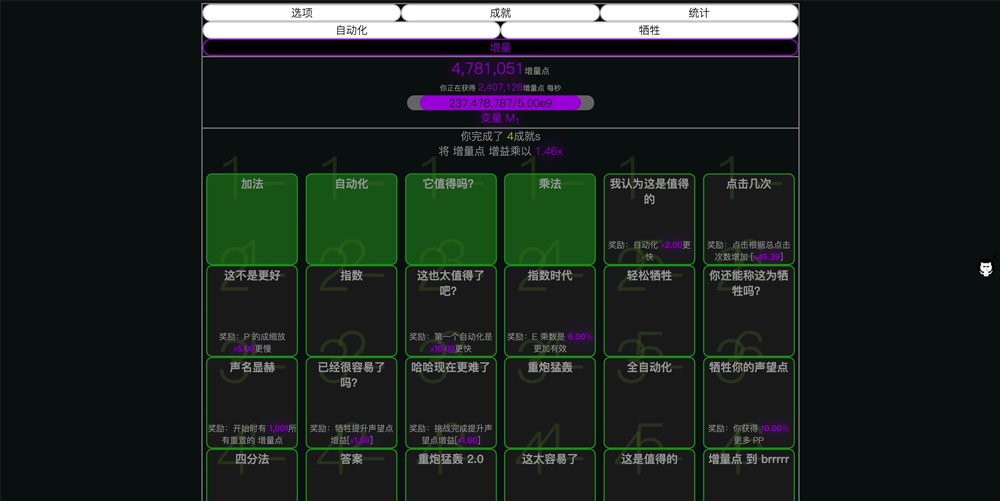 选项 成就 统计
自动化 牺牲
增量
4,781,051增量点
你正在获得 2,407,128增量点 每秒
237,478,787/5.00e9
变量 M₁
你完成了 4成就s
将 增量点 增益乘以 1.46x
加法
自动化
它值得吗?
乘法
我认为这是值得
的
奖励：自动化 x2.00更
快
点击几次
奖励：点击根据总点击
次数增加 [x45.39]
这不是更好
奖励：P 的成缩放
x5.00更慢
指数
这也太值得了
吧?
奖励：第一个自动化是
x10.00更快
指数时代
奖励：E 乘数是 6.00%
更加有效
轻松牺牲
你还能称这为牺
牲吗?
声名显赫
奖励：开始时有 1,001所
有重置的 增量点
已经很容易了
吗?
奖励：牺牲提升声望点
增益
哈哈现在更难了
奖励：挑战完成提升声
望点增益[x1.00]
重炮猛轰
全自动化
牺牲你的声望点
奖励：你获得 10.00%
更多 PP
四分法
答案
重炮猛轰 2.0
这太容易了
这是值得的
增量点 到 brrrrr